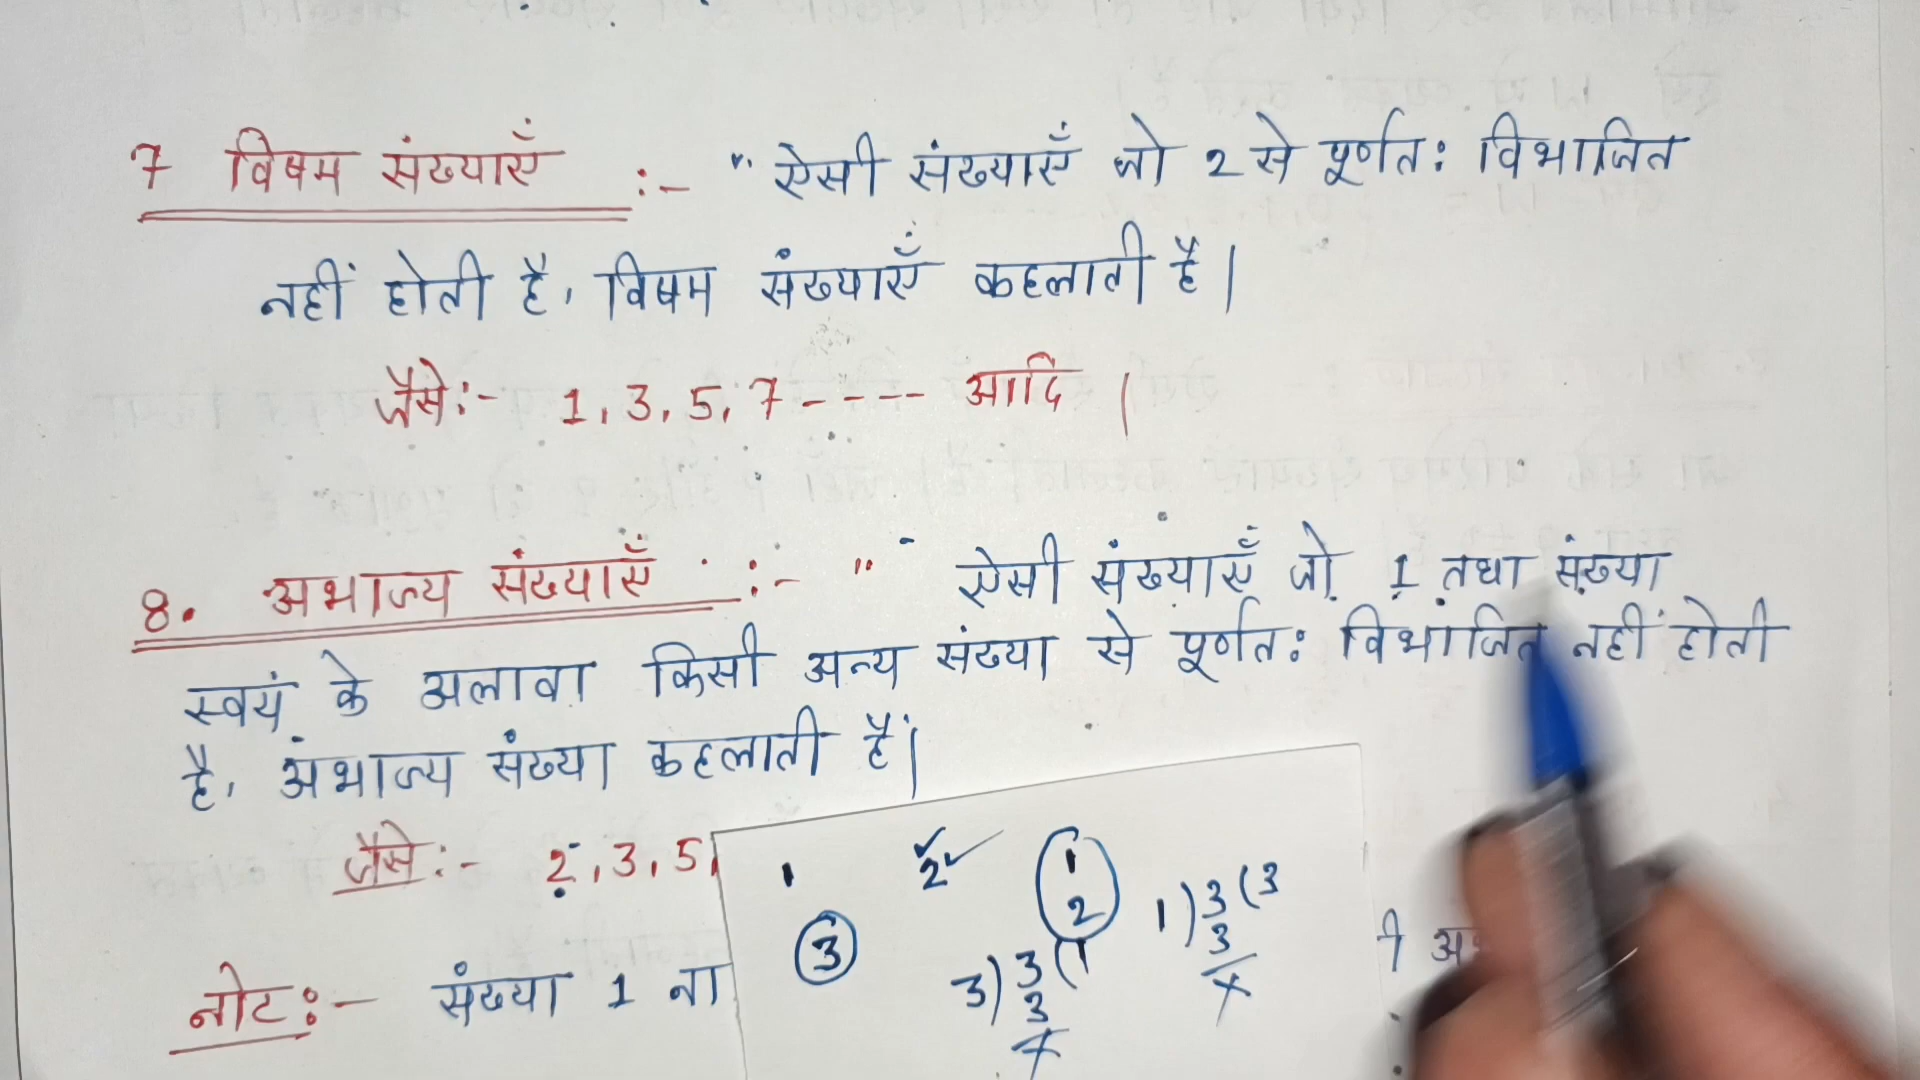 7 विषम संख्याएँ :- " ऐसी संख्याएँ जो 2 से पूर्णत: विभाजित
नहीं होती है, विषम संख्याएँ कहलाती है।
जैसे:- 1, 3, 5, 7---- आदि।
8. अभाज्य संख्याएँ :- " ऐसी संख्याएँ जो 1 तथा संख्या
स्वयं के अलावा किसी अन्य संख्या से पूर्णत: विभाजित नहीं होती
है, अभाज्य संख्या कहलाती है।
जैसे:- 2, 3, 5,
नोट:- संख्या 1 ना
1 2 1
2
3
1)3(3
3
×
3)3(1
3
×